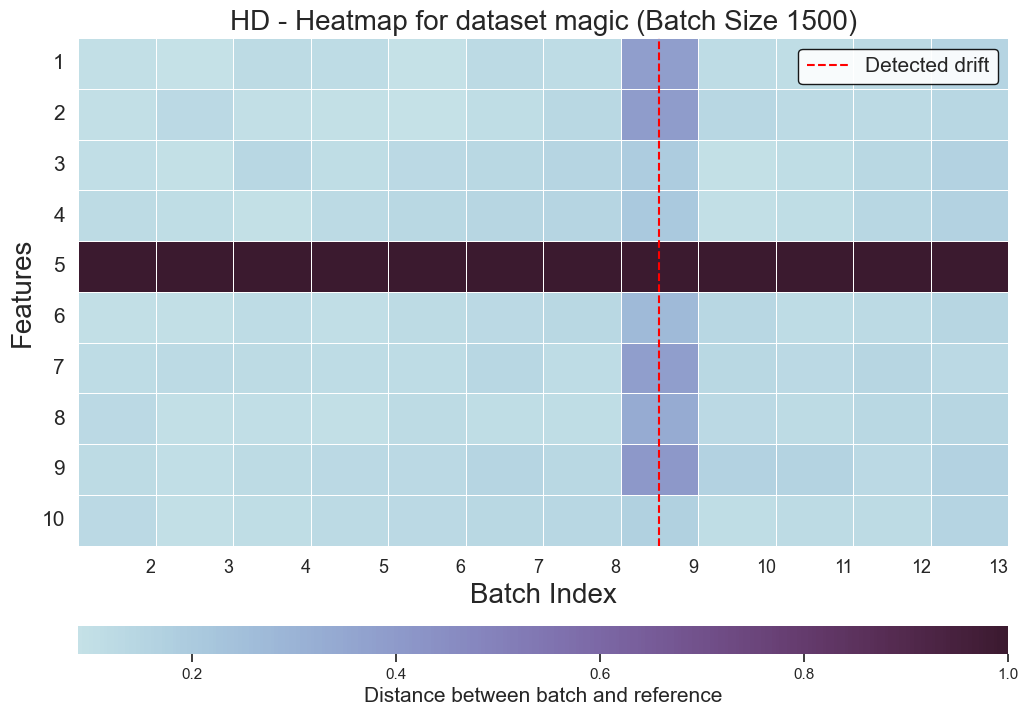 HD - Heatmap for dataset magic (Batch Size 1500)
Detected drift
Features
1
2
3
4
5
6
7
8
9
10
2 3 4 5 6 7 8 9 10 11 12 13
Batch Index
0.2 0.4 0.6 0.8 1.0
Distance between batch and reference